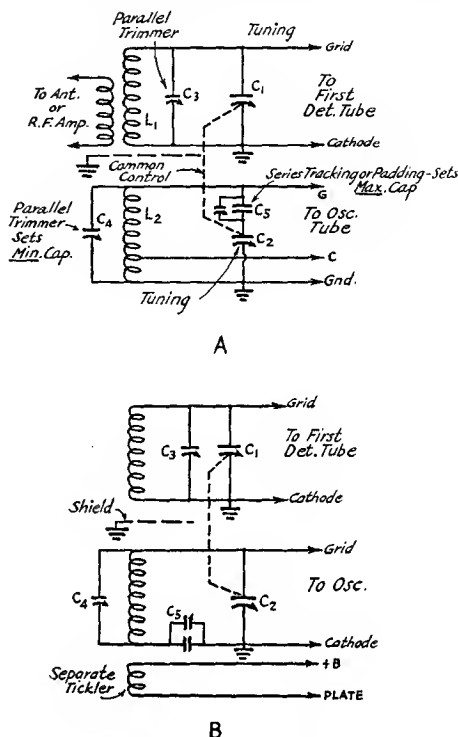 Parallel
Trimmer
Tuning
Grid
To Ant.
or
R.F. Amp.
L1
C3
C1
To
First
Det. Tube
Cathode
Common
Control
Series Tracking or Padding-Sets
Max. Cap
Parallel
Trimmer
Sets
Min. Cap.
C4
L2
G
C5
To Osc.
Tube
C2
C
Tuning
Gnd.
A
Grid
C3
C1
To First
Det. Tube
Cathode
Shield
Grid
C4
C5
C2
To Osc.
Cathode
Separate
Tickler
+B
PLATE
B